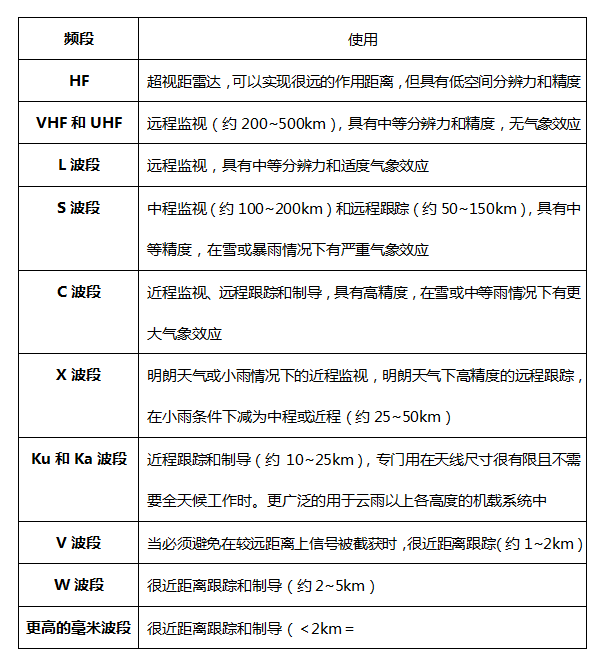 频段 使用
HF 超视距雷达，可以实现很远的作用距离，但具有低空间分辨力和精度
VHF 和 UHF 远程监视（约 200~500km），具有中等分辨力和精度，无气象效应
L 波段 远程监视，具有中等分辨力和适度气象效应
S 波段 中程监视（约 100~200km）和远程跟踪（约 50~150km），具有中
等精度，在雪或暴雨情况下有严重气象效应
C 波段 近程监视、远程跟踪和制导，具有高精度，在雪或中等雨情况下有更
大气象效应
X 波段 明朗天气或小雨情况下的近程监视，明朗天气下高精度的远程跟踪，
在小雨条件下减为中程或近程（约 25~50km）
Ku 和 Ka 波段 近程跟踪和制导（约 10~25km），专门用在天线尺寸很有限且不需
要全天候工作时。更广泛的用于云雨以上各高度的机载系统中
V 波段 当必须避免在较远距离上信号被截获时，很近距离跟踪（约 1~2km）
W 波段 很近距离跟踪和制导（约 2~5km）
更高的毫米波段 很近距离跟踪和制导（＜2km＝